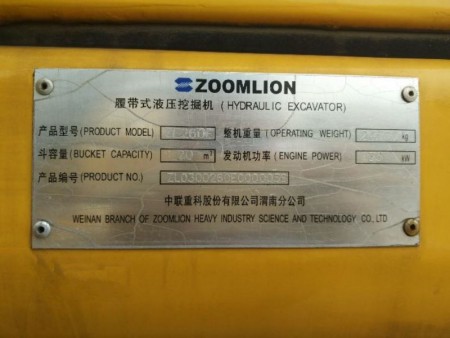 ZOOMLION
履带式液压挖掘机 (HYDRAULIC EXCAVATOR)
产品型号 (PRODUCT MODEL) 整机重量 (OPERATING WEIGHT) kg
斗容量 (BUCKET CAPACITY) m³ 发动机功率 (ENGINE POWER) kW
产品编号 (PRODUCT NO.)
中联重科股份有限公司渭南分公司
WEINAN BRANCH OF ZOOMLION HEAVY INDUSTRY SCIENCE AND TECHNOLOGY CO.,LTD